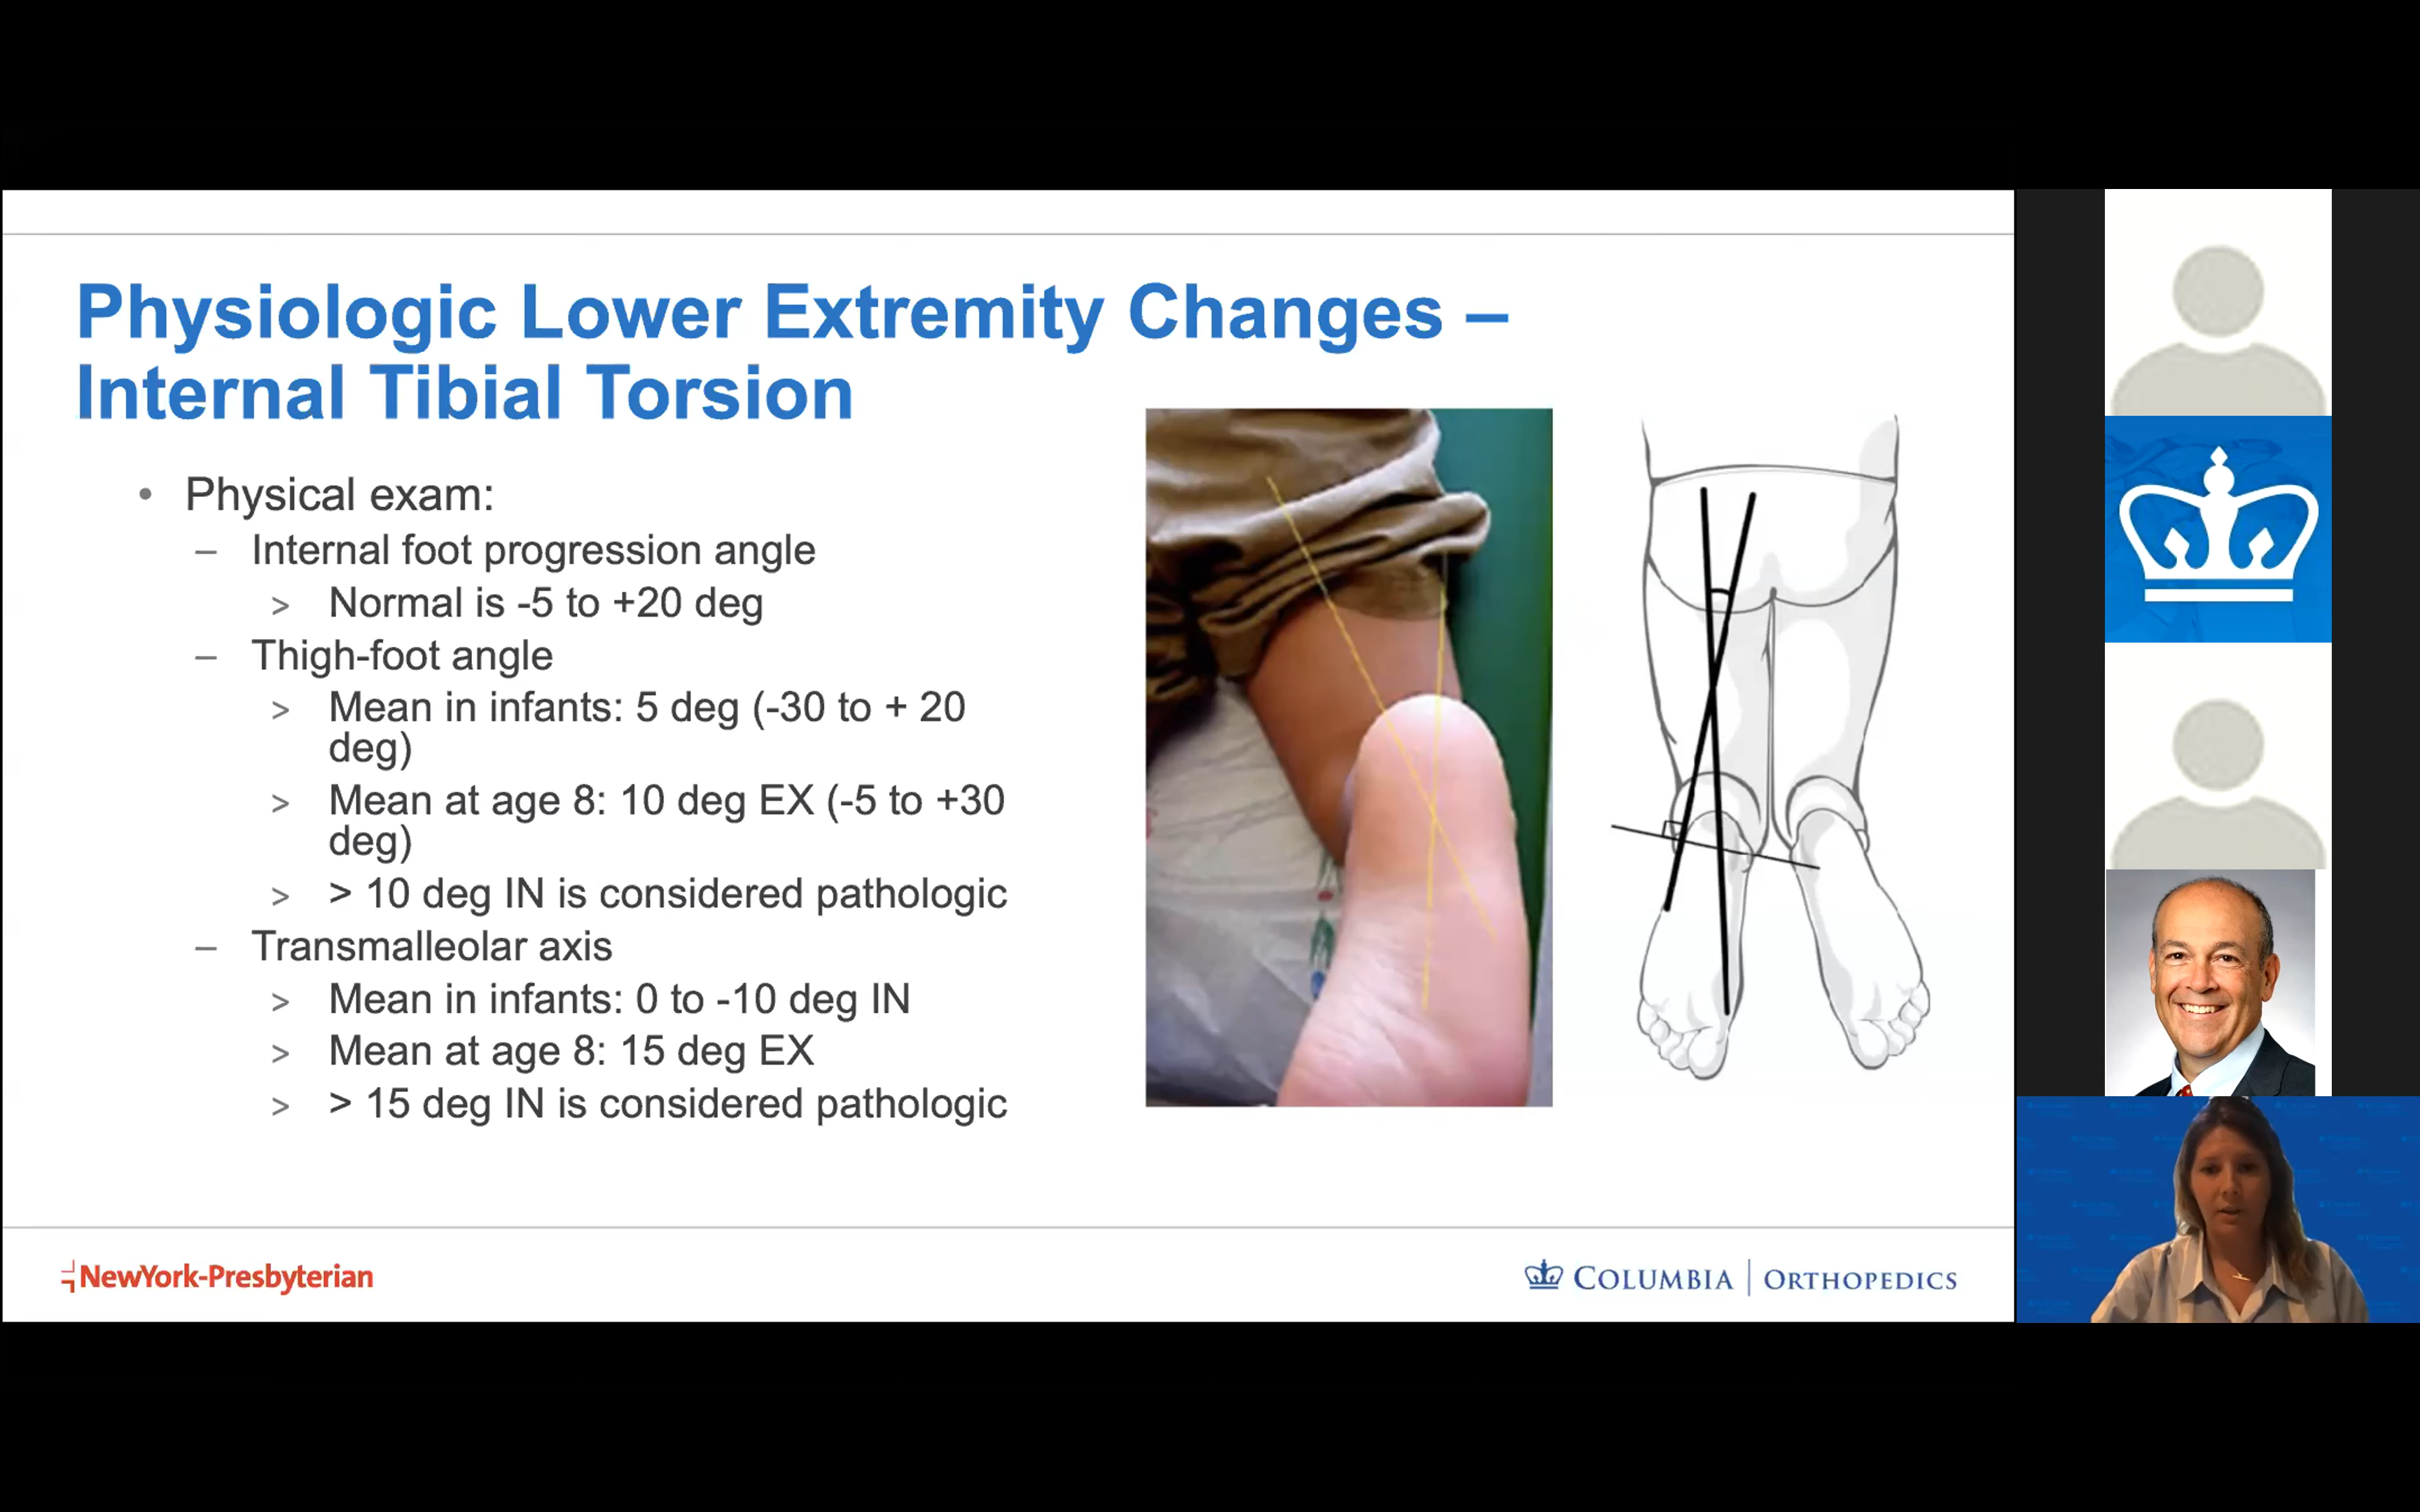 Physiologic Lower Extremity Changes –
Internal Tibial Torsion
• Physical exam:
– Internal foot progression angle
> Normal is -5 to +20 deg
– Thigh-foot angle
> Mean in infants: 5 deg (-30 to + 20
deg)
> Mean at age 8: 10 deg EX (-5 to +30
deg)
> > 10 deg IN is considered pathologic
– Transmalleolar axis
> Mean in infants: 0 to -10 deg IN
> Mean at age 8: 15 deg EX
> > 15 deg IN is considered pathologic
NewYork-Presbyterian
COLUMBIA | ORTHOPEDICS